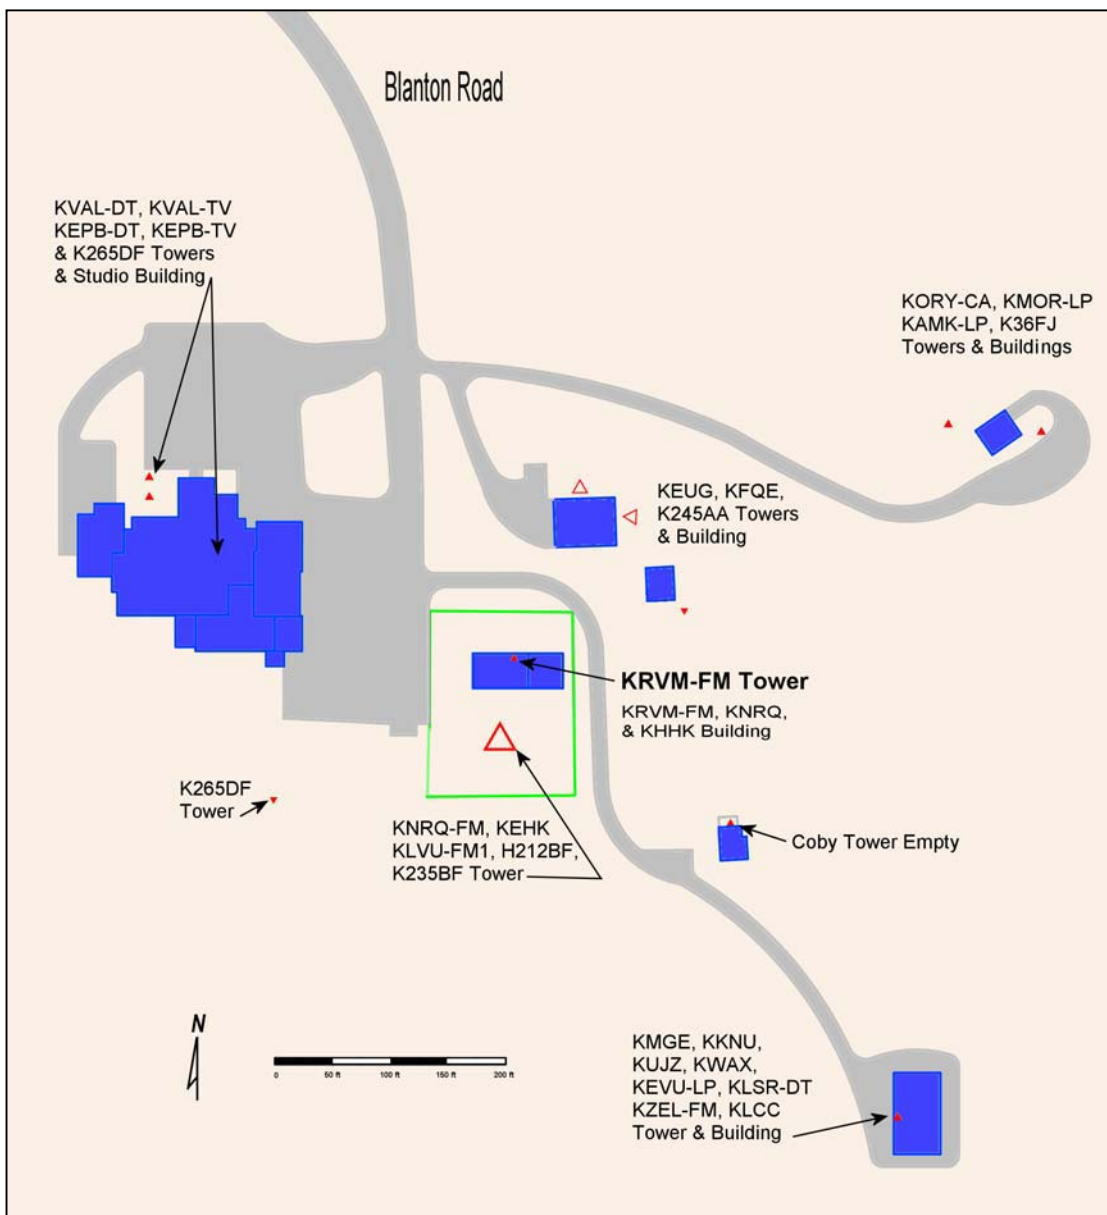 Blanton Road
KVAL-DT, KVAL-TV
KEPB-DT, KEPB-TV
& K265DF Towers
& Studio Building
KORY-CA, KMOR-LP
KAMK-LP, K36FJ
Towers & Buildings
KEUG, KFQE,
K245AA Towers
& Building
KRVM-FM Tower
KRVM-FM, KNRQ,
& KHHK Building
K265DF
Tower
KNRQ-FM, KEHK
KLVU-FM1, H212BF,
K235BF Tower
Coby Tower Empty
N
0 50 ft 100 ft 150 ft 200 ft
KMGE, KKNU,
KUJZ, KWAX,
KEVU-LP, KLSR-DT
KZEL-FM, KLCC
Tower & Building